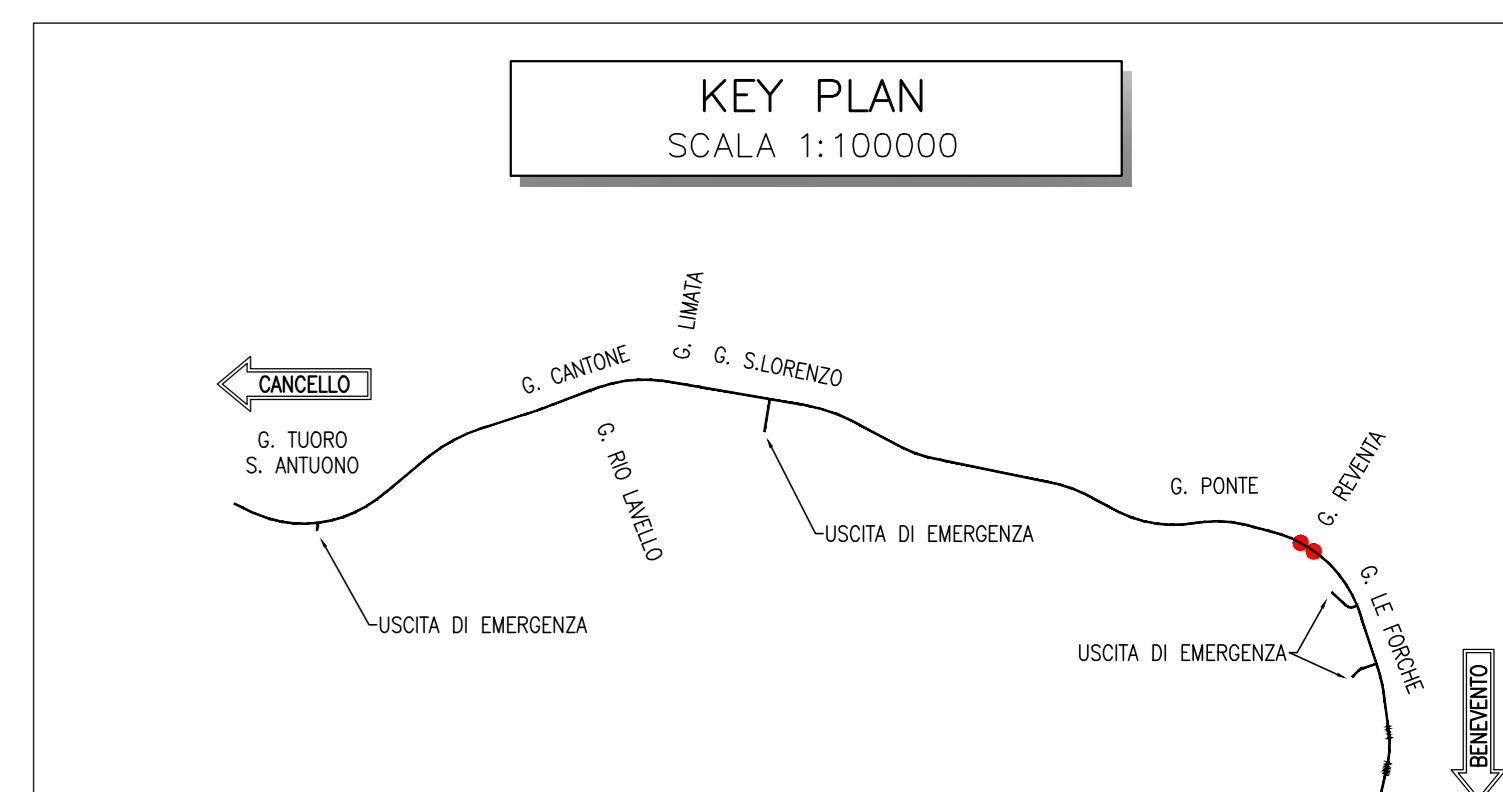 KEY PLAN
SCALA 1:100000
G. LIMATA
G. CANTONE
G. S.LORENZO
CANCELLO
G. TUORO
S. ANTUONO
G. RIO LAVELLO
G. PONTE
G. REVENTA
USCITA DI EMERGENZA
USCITA DI EMERGENZA
G. LE FORCHE
USCITA DI EMERGENZA
BENEVENTO